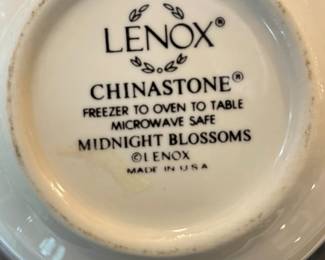 LENOX®
CHINASTONE®
FREEZER TO OVEN TO TABLE
MICROWAVE SAFE
MIDNIGHT BLOSSOMS
©LENOX
MADE IN U.S.A